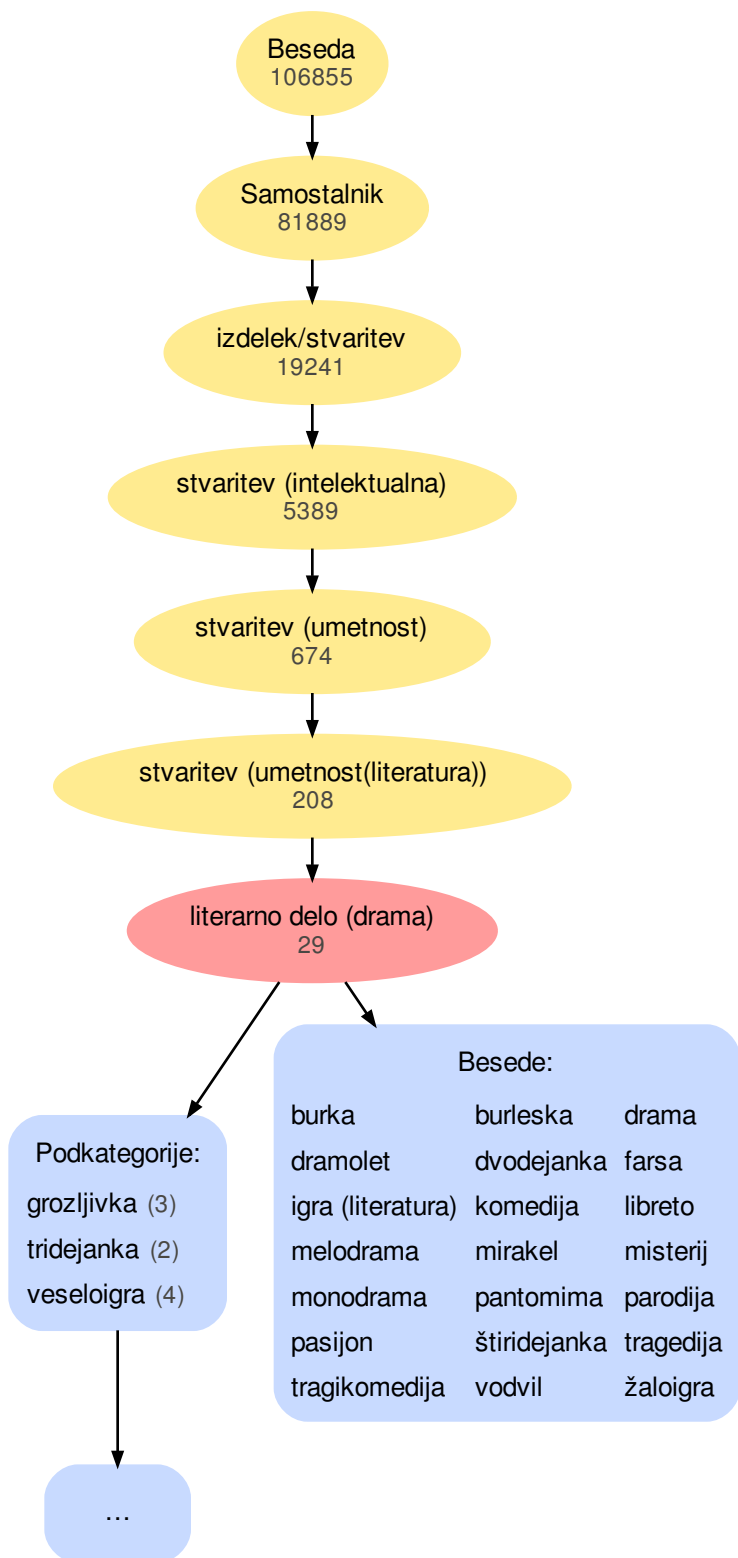 Beseda
106855
Samostalnik
81889
izdelek/stvaritev
19241
stvaritev (intelektualna)
5389
stvaritev (umetnost)
674
stvaritev (umetnost(literatura))
208
literarno delo (drama)
29
Podkategorije:
grozljivka (3)
tridejanka (2)
veseloigra (4)
...
Besede:
burka burleska drama
dramolet dvodejanka farsa
igra (literatura) komedija libreto
melodrama mirakel misterij
monodrama pantomima parodija
pasijon štiridejanka tragedija
tragikomedija vodvil žaloigra